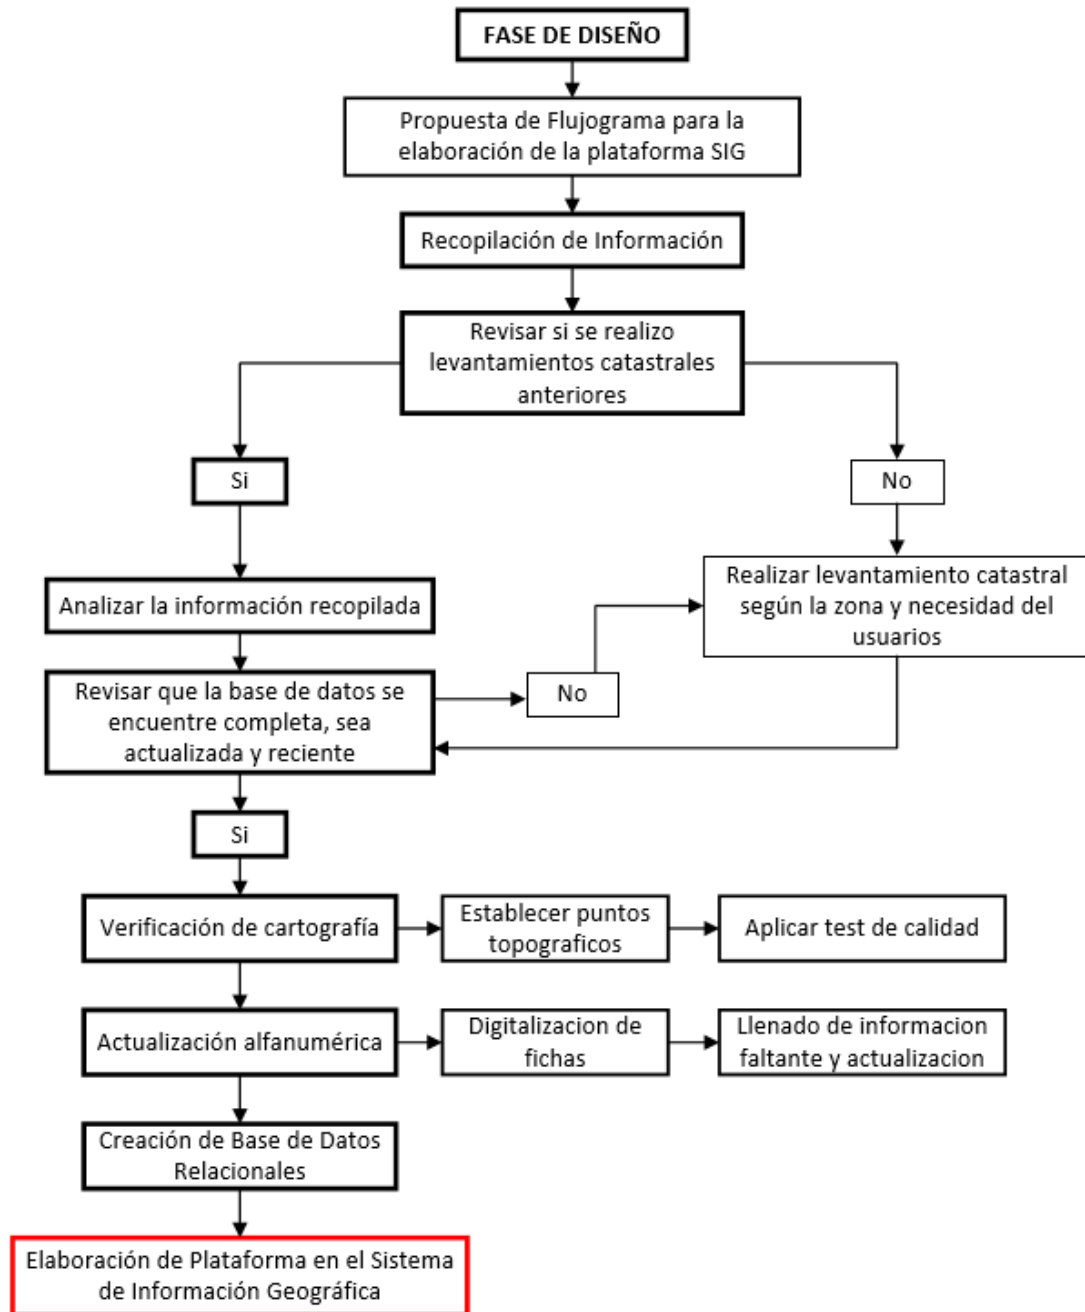 FASE DE DISEÑO
Propuesta de Flujograma para la
elaboración de la plataforma SIG
Recopilación de Información
Revisar si se realizo
levantamientos catastrales
anteriores
Si
No
Analizar la información recopilada
Realizar levantamiento catastral
según la zona y necesidad del
usuarios
Revisar que la base de datos se
encuentre completa, sea
actualizada y reciente
No
Si
Verificación de cartografía
Establecer puntos
topograficos
Aplicar test de calidad
Actualización alfanumérica
Digitalizacion de
fichas
Llenado de informacion
faltante y actualizacion
Creación de Base de Datos
Relacionales
Elaboración de Plataforma en el Sistema
de Información Geográfica